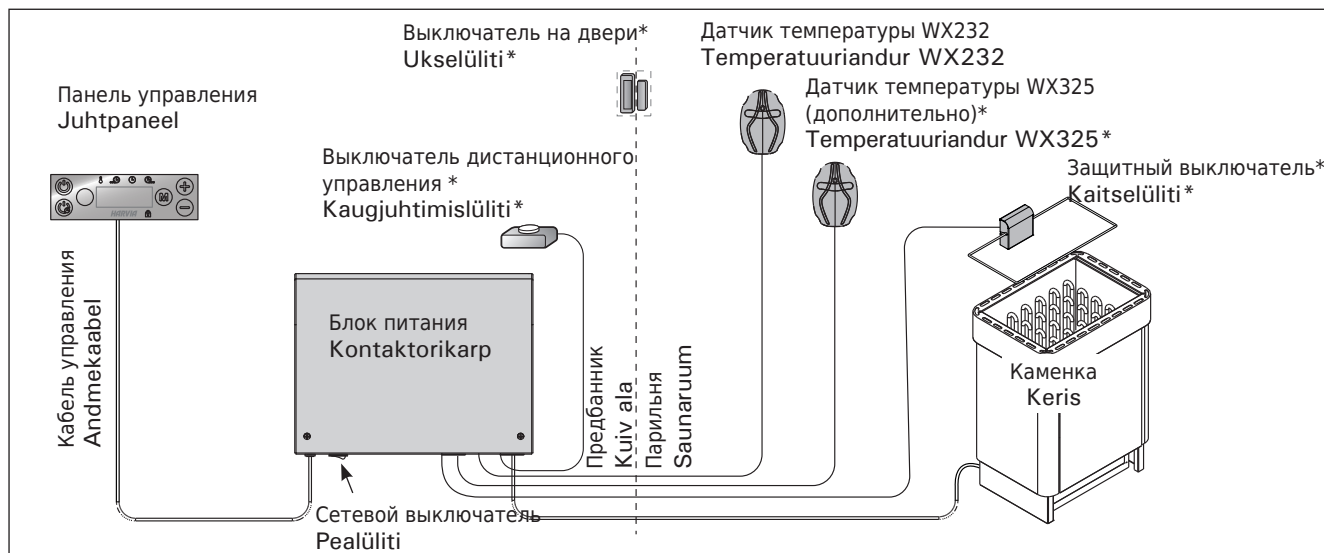 Выключатель на двери*
Ukselüliti*
Датчик температуры WX232
Temperatuuriandur WX232
Панель управления
Juhtpaneel
Датчик температуры WX325
(дополнительно)*
Temperatuuriandur WX325*
Выключатель дистанционного
управления *
Kaugjuhtimislüliti*
Защитный выключатель*
Kaitselüliti*
M
HARVIA
Кабель управления
Andmekaabel
Блок питания
Kontaktorikarp
Предбанник
Kuiv ala
Парильня
Saunaruum
Каменка
Keris
Сетевой выключатель
Pealüliti